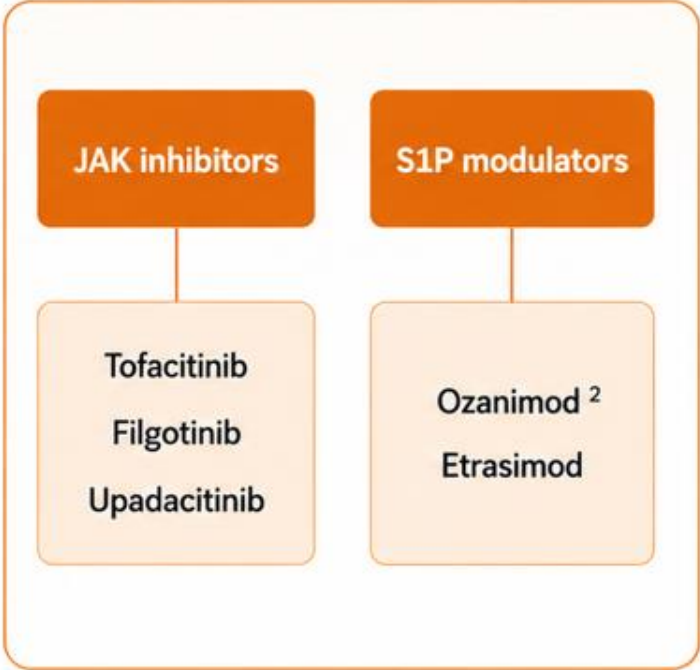 JAK inhibitors
Tofacitinib
Filgotinib
Upadacitinib
S1P modulators
Ozanimod ²
Etrasimod